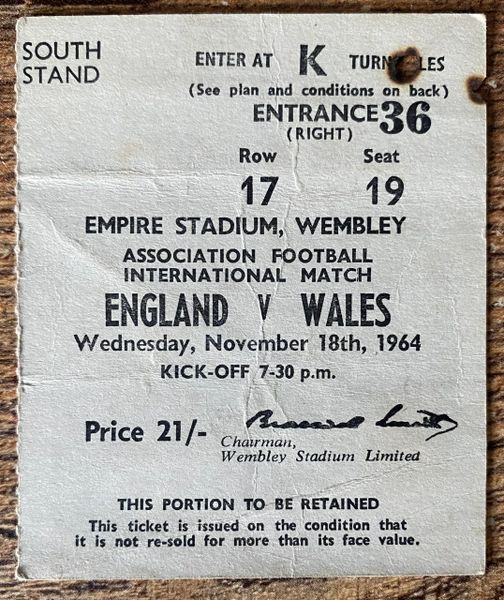 SOUTH
STAND
ENTER AT K
(See plan and conditions on back)
ENTRANCE 36
(RIGHT)
Row Seat
17 19
EMPIRE STADIUM, WEMBLEY
ASSOCIATION FOOTBALL
INTERNATIONAL MATCH
ENGLAND V WALES
Wednesday, November 18th, 1964
KICK-OFF 7-30 p.m.
Price 21/-
Chairman,
Wembley Stadium Limited
THIS PORTION TO BE RETAINED
This ticket is issued on the condition that
it is not re-sold for more than its face value.